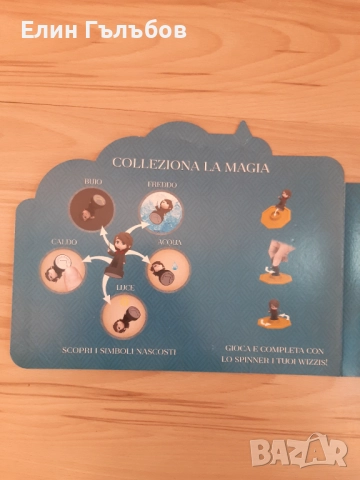 Елин Гълъбов
COLLEZIONA LA MAGIA
BUIO
FREDDO
CALDO
ACQUA
LUCE
SCOPRI I SIMBOLI NASCOSTI
GIOCA E COMPLETA CON
LO SPINNER I TUOI WIZZIS!
BAZAR